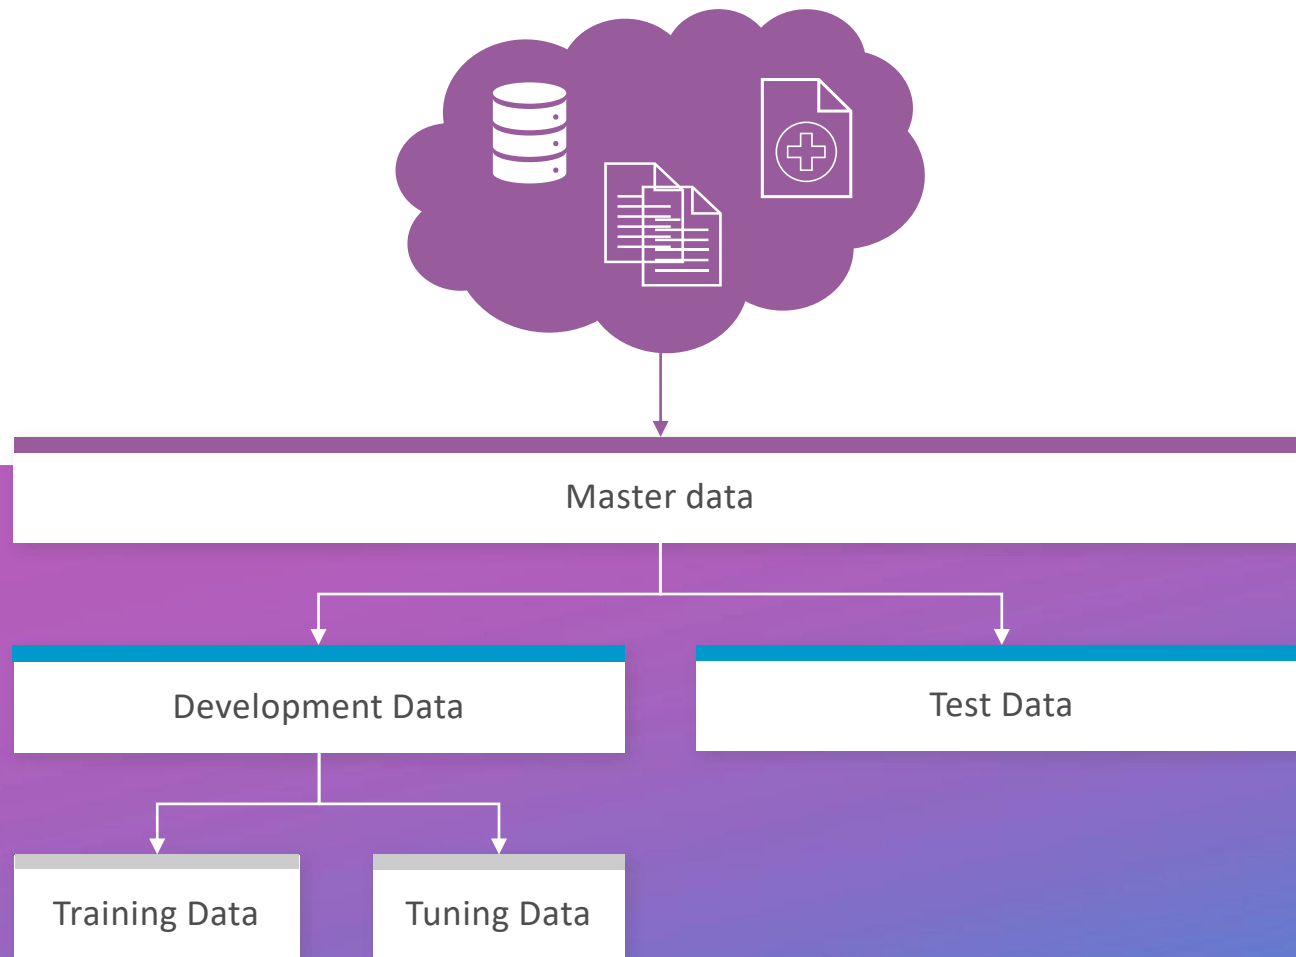 Master data
Development Data
Test Data
Training Data
Tuning Data